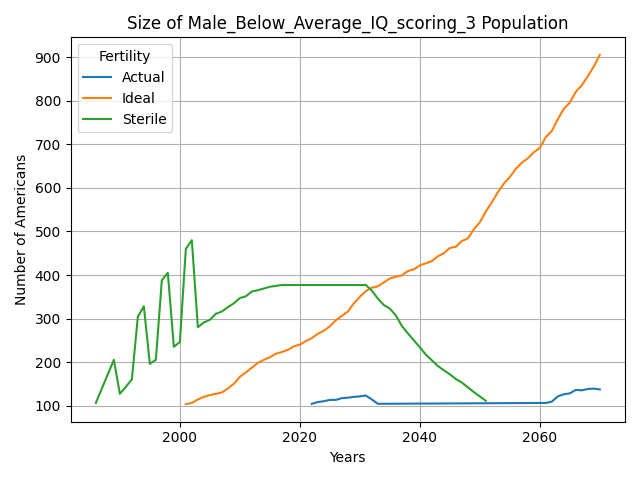 Size of Male_Below_Average_IQ_scoring_3 Population
Fertility
Actual
Ideal
Sterile
Number of Americans
900
800
700
600
500
400
300
200
100
2000
2020
2040
2060
Years